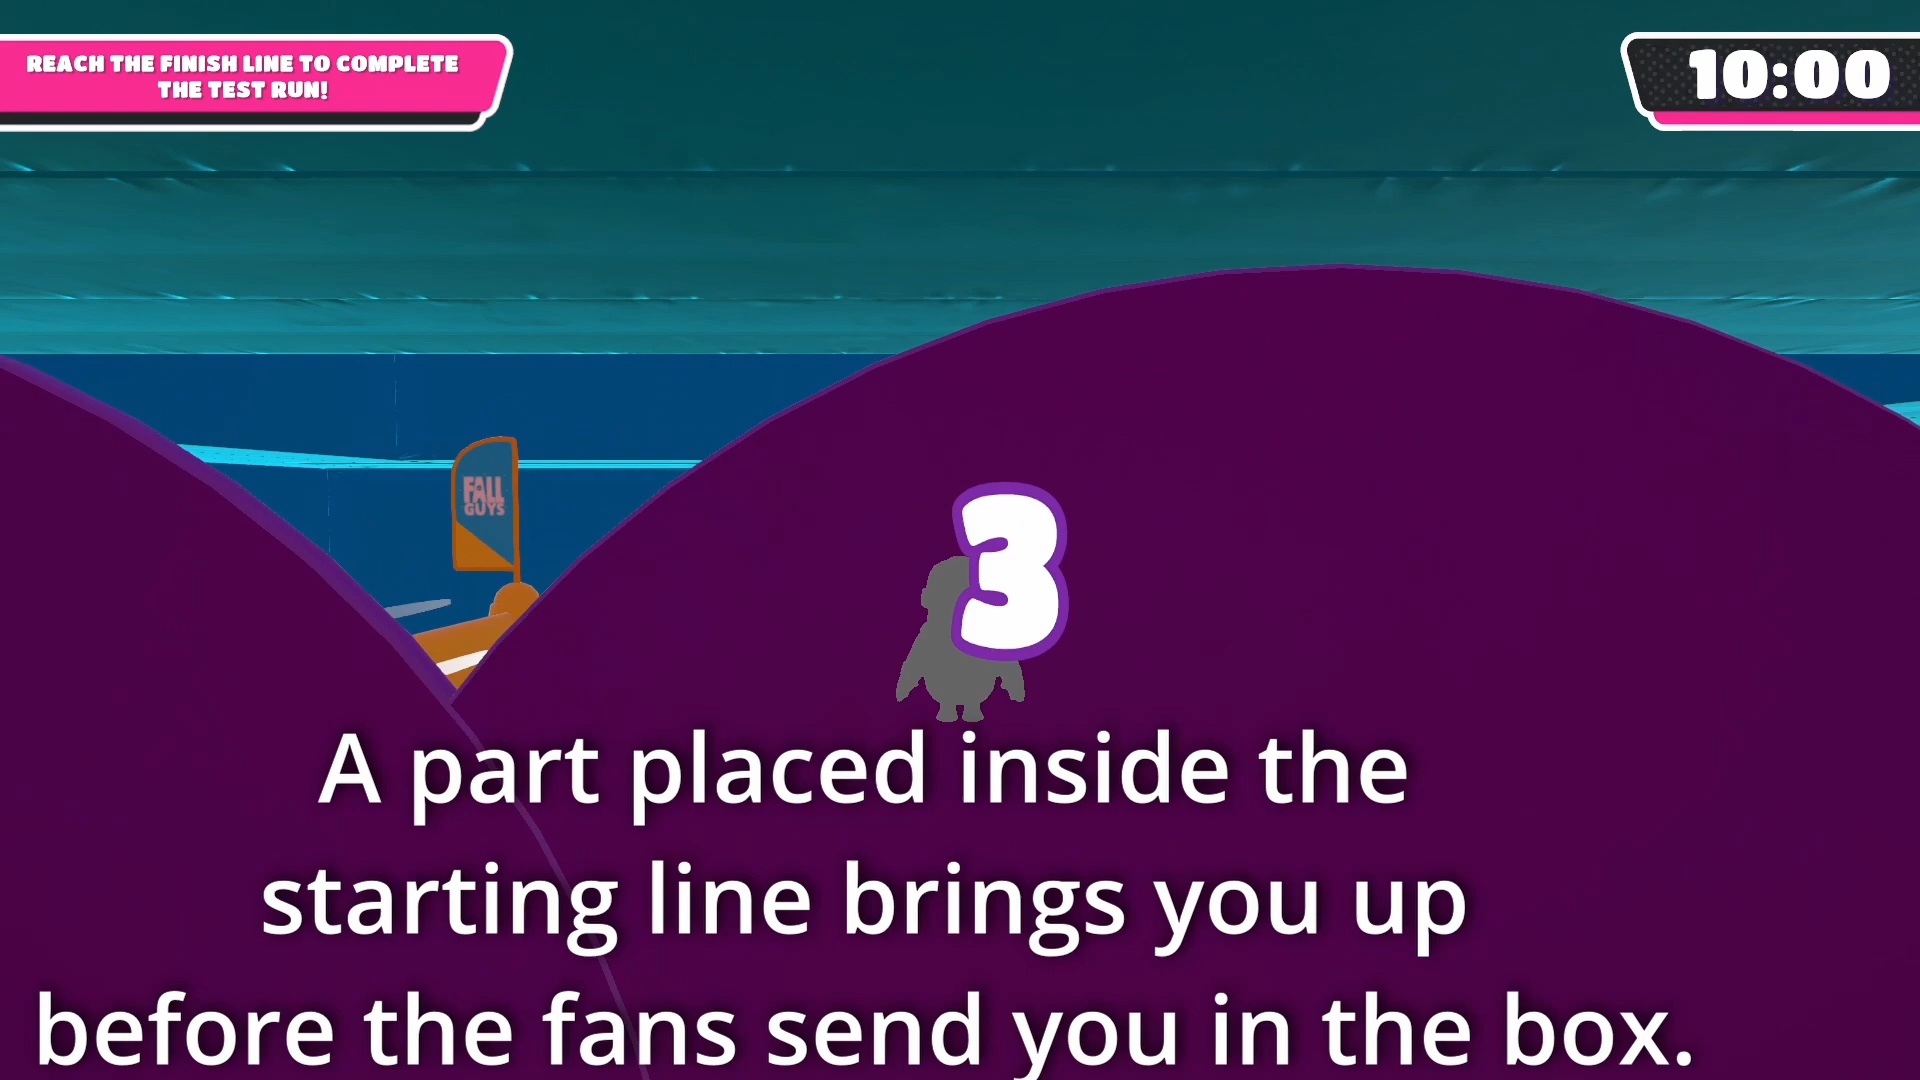 REACH THE FINISH LINE TO COMPLETE
THE TEST RUN!
10:00
FALL
GUYS
3
A part placed inside the
starting line brings you up
before the fans send you in the box.